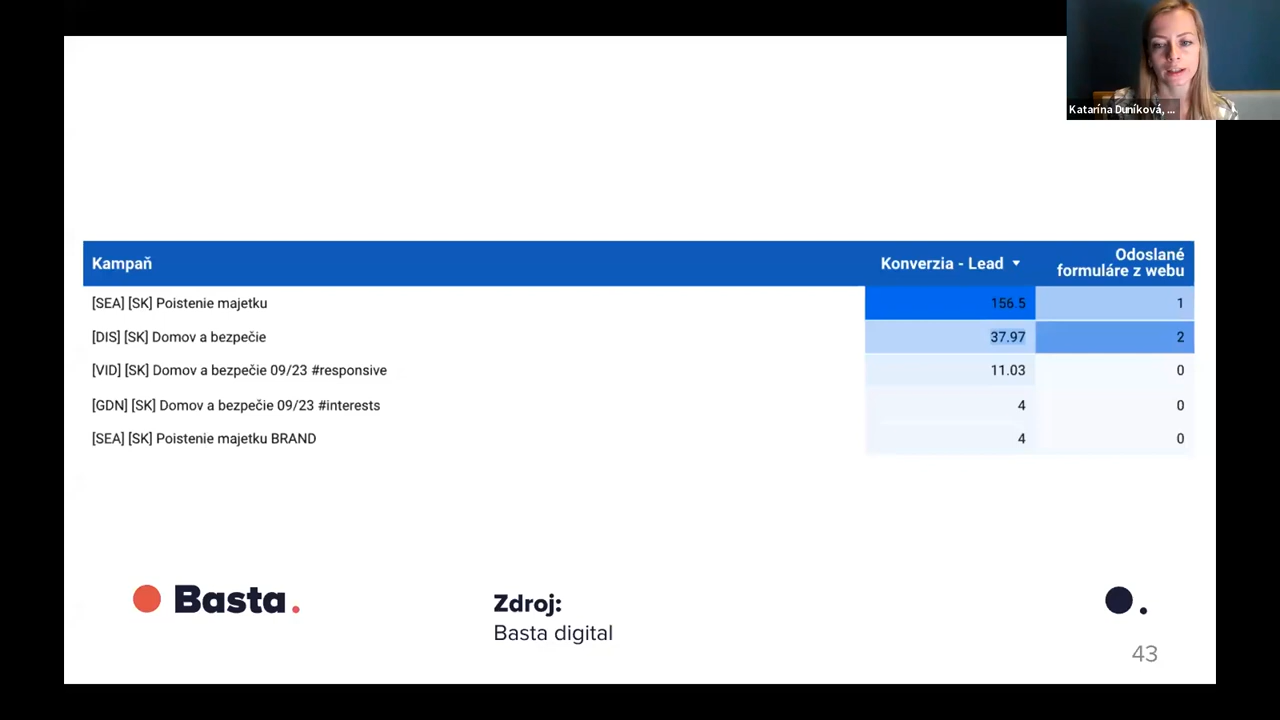 Katarína Duníková, ...
Kampaň Konverzia - Lead Odoslané
formuláre z webu
[SEA] [SK] Poistenie majetku 156.5 1
[DIS] [SK] Domov a bezpečie 37.97 2
[VID] [SK] Domov a bezpečie 09/23 #responsive 11.03 0
[GDN] [SK] Domov a bezpečie 09/23 #interests 4 0
[SEA] [SK] Poistenie majetku BRAND 4 0
Basta.
Zdroj:
Basta digital
43